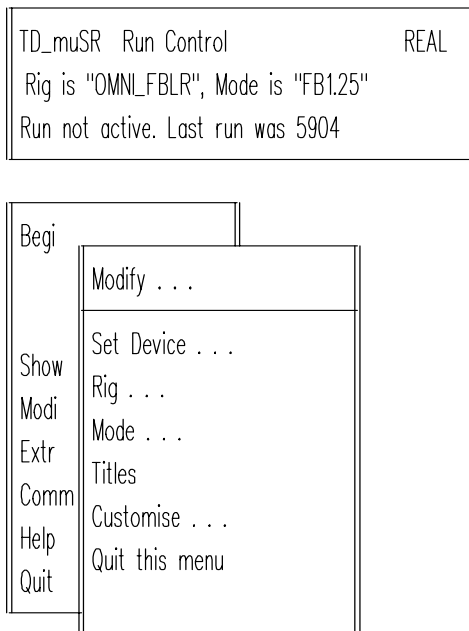 TD_muSR Run Control REAL
Rig is "OMNI_FBLR", Mode is "FB1.25"
Run not active. Last run was 5904
Begi
Show
Modi
Extr
Comm
Help
Quit
Modify . . .
Set Device . . .
Rig . . .
Mode . . .
Titles
Customise . . .
Quit this menu